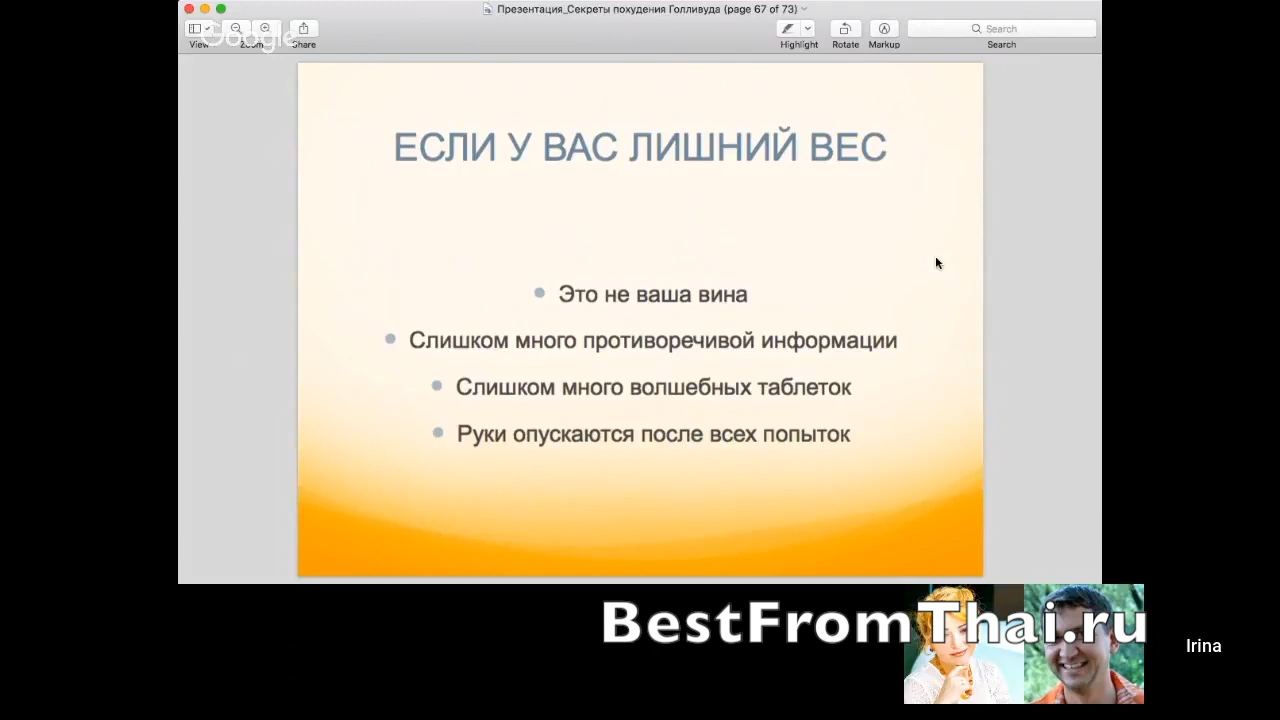 Презентация_Секреты похудения Голливуда (page 67 of 73)
Google
View Zoom Share Highlight Rotate Markup Search
Search
ЕСЛИ У ВАС ЛИШНИЙ ВЕС
Это не ваша вина
Слишком много противоречивой информации
Слишком много волшебных таблеток
Руки опускаются после всех попыток
BestFromThai.ru
Irina